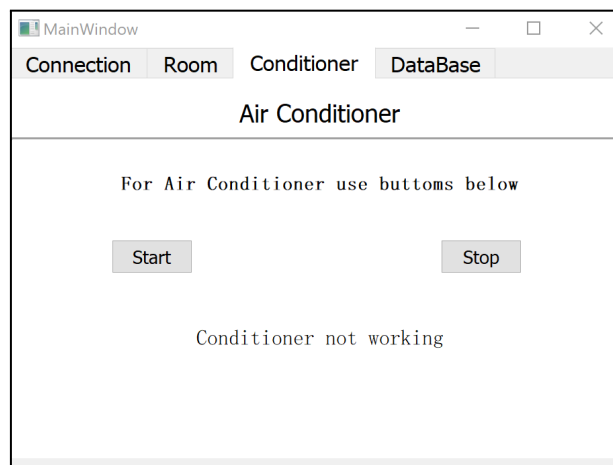 MainWindow
Connection Room Conditioner DataBase
Air Conditioner
For Air Conditioner use buttoms below
Start Stop
Conditioner not working